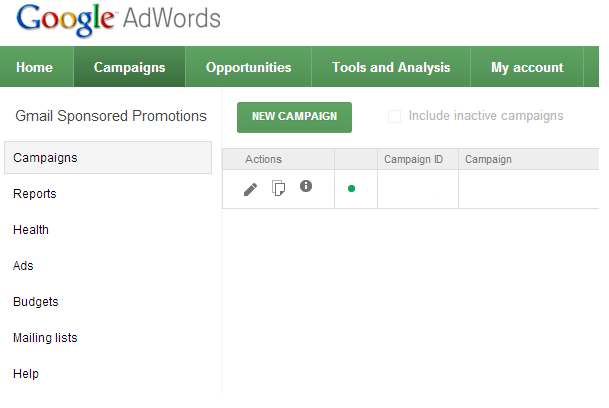 Google AdWords
Home Campaigns Opportunities Tools and Analysis My account
Gmail Sponsored Promotions
NEW CAMPAIGN Include inactive campaigns
Campaigns
Actions Campaign ID Campaign
Reports
Health
Ads
Budgets
Mailing lists
Help